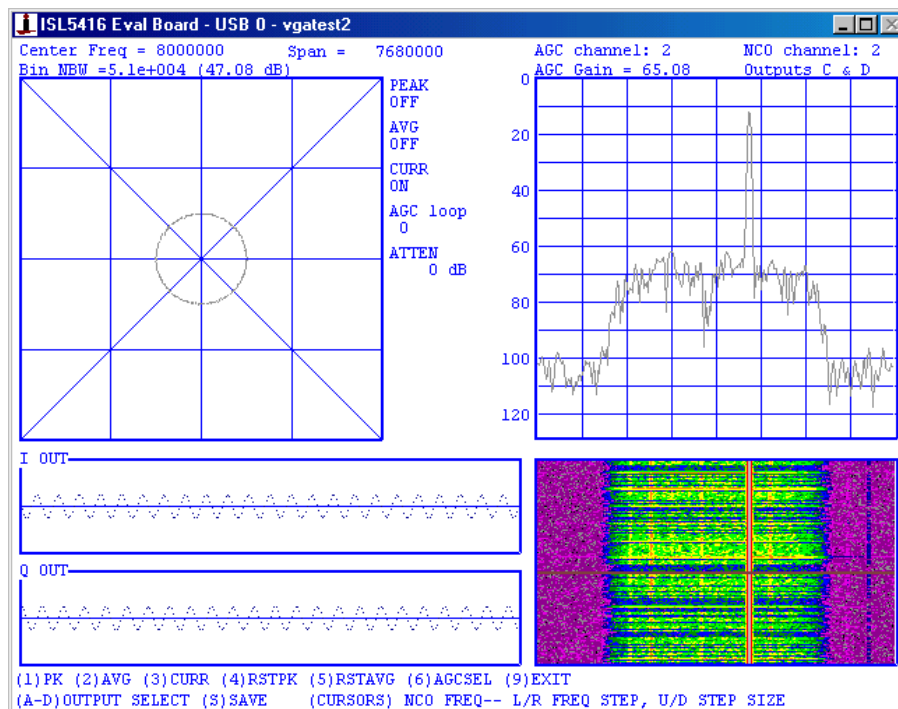 ISL5416 Eval Board - USB 0 - vgatest2
Center Freq = 8000000 Span = 7680000
Bin NBW =5.1e+004 (47.08 dB)
AGC channel: 2 NCO channel: 2
AGC Gain = 65.08 Outputs C & D
PEAK
OFF
AVG
OFF
CURR
ON
AGC loop
0
ATTEN
0 dB
0
20
40
60
80
100
120
I OUT
Q OUT
(1)PK (2)AVG (3)CURR (4)RSTPK (5)RSTAVG (6)AGCSEL (9)EXIT
(A-D)OUTPUT SELECT (S)SAVE (CURSORS) NCO FREQ-- L/R FREQ STEP, U/D STEP SIZE